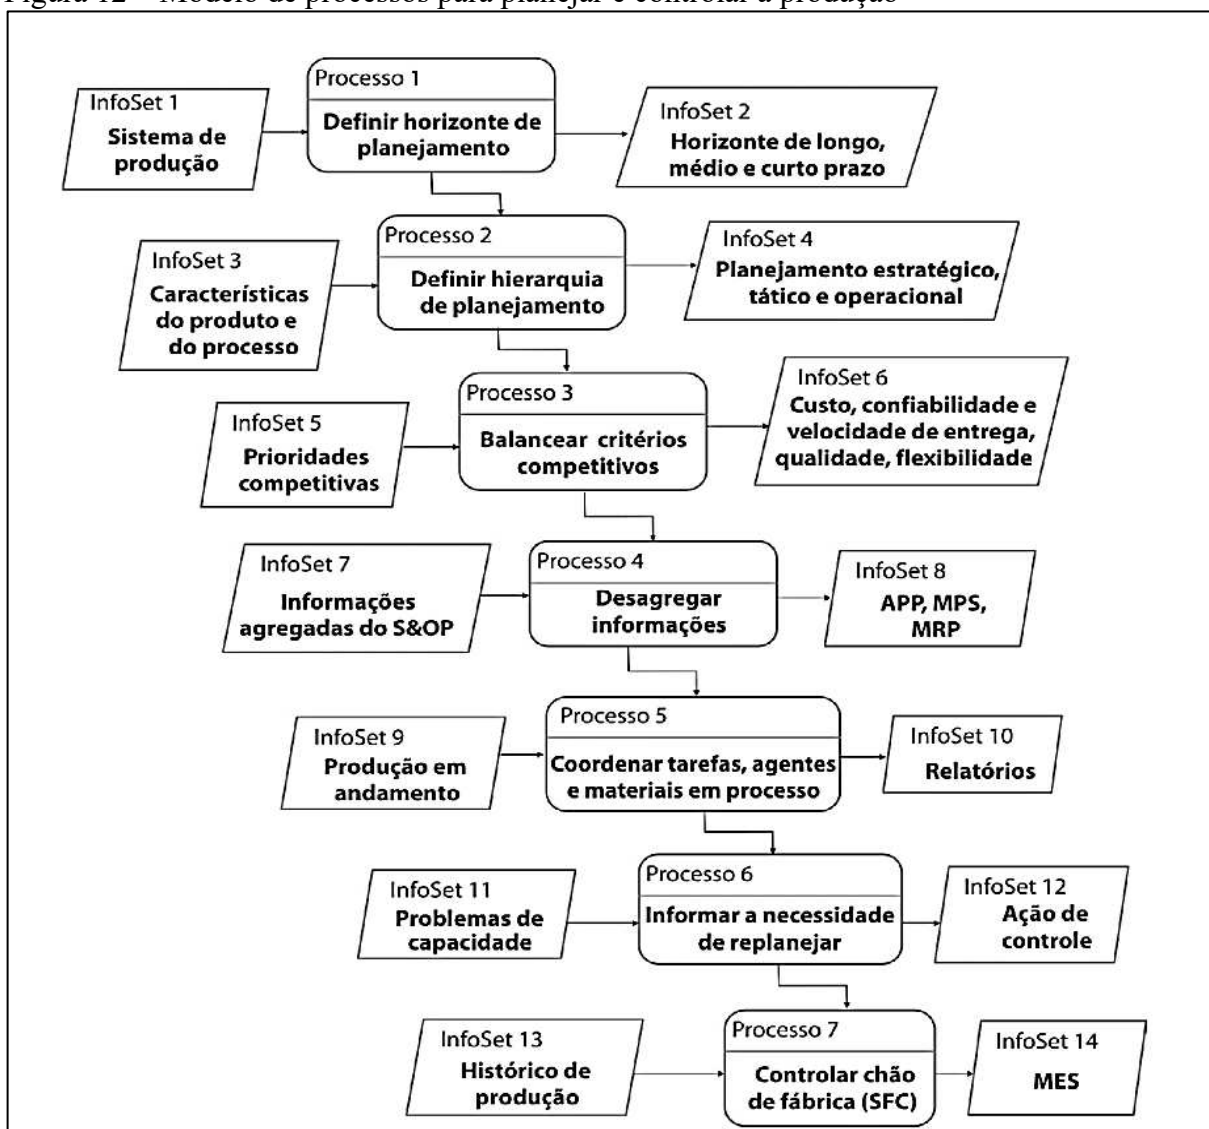 Figura 12 – Modelo de processos para planejar e controlar a produção
Processo 1
Definir horizonte de
planejamento
InfoSet 1
Sistema de
produção
InfoSet 2
Horizonte de longo,
médio e curto prazo
Processo 2
Definir hierarquia
de planejamento
InfoSet 3
Características
do produto e
do processo
InfoSet 4
Planejamento estratégico,
tático e operacional
Processo 3
Balancear critérios
competitivos
InfoSet 5
Prioridades
competitivas
InfoSet 6
Custo, confiabilidade e
velocidade de entrega,
qualidade, flexibilidade
Processo 4
Desagregar
informações
InfoSet 7
Informações
agregadas do S&OP
InfoSet 8
APP, MPS,
MRP
Processo 5
Coordenar tarefas, agentes
e materiais em processo
InfoSet 9
Produção em
andamento
InfoSet 10
Relatórios
Processo 6
Informar a necessidade
de replanejar
InfoSet 11
Problemas de
capacidade
InfoSet 12
Ação de
controle
Processo 7
Controlar chão
de fábrica (SFC)
InfoSet 13
Histórico de
produção
InfoSet 14
MES